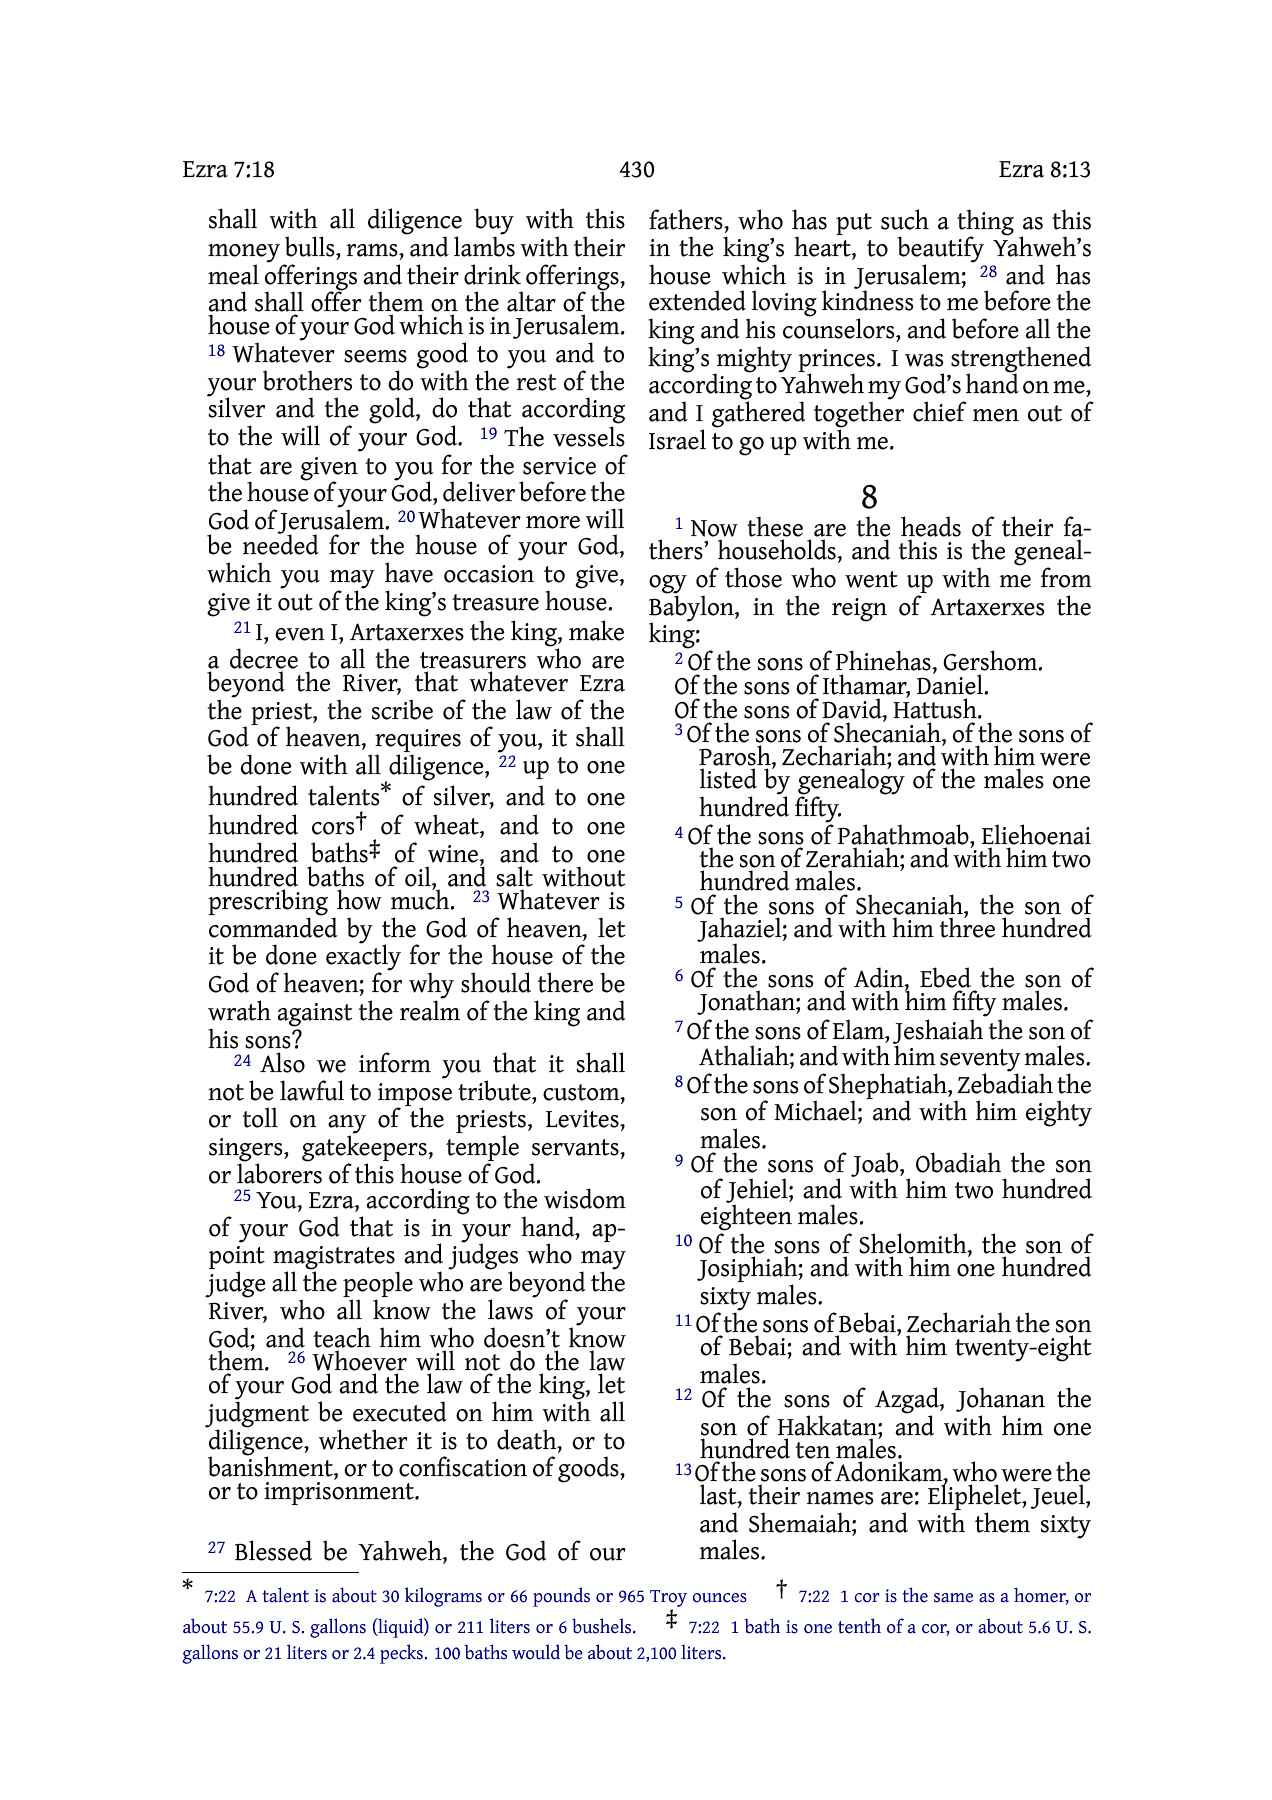 Ezra 7:18 430 Ezra 8:13
shall with all diligence buy with this
money bulls, rams, and lambs with their
meal offerings and their drink offerings,
and shall offer them on the altar of the
house of your God which is in Jerusalem.
18 Whatever seems good to you and to
your brothers to do with the rest of the
silver and the gold, do that according
to the will of your God. 19 The vessels
that are given to you for the service of
the house of your God, deliver before the
God of Jerusalem. 20 Whatever more will
be needed for the house of your God,
which you may have occasion to give,
give it out of the king’s treasure house.
21 I, even I, Artaxerxes the king, make
a decree to all the treasurers who are
beyond the River, that whatever Ezra
the priest, the scribe of the law of the
God of heaven, requires of you, it shall
be done with all diligence, 22 up to one
hundred talents* of silver, and to one
hundred cors† of wheat, and to one
hundred baths‡ of wine, and to one
hundred baths of oil, and salt without
prescribing how much. 23 Whatever is
commanded by the God of heaven, let
it be done exactly for the house of the
God of heaven; for why should there be
wrath against the realm of the king and
his sons?
24 Also we inform you that it shall
not be lawful to impose tribute, custom,
or toll on any of the priests, Levites,
singers, gatekeepers, temple servants,
or laborers of this house of God.
25 You, Ezra, according to the wisdom
of your God that is in your hand, ap-
point magistrates and judges who may
judge all the people who are beyond the
River, who all know the laws of your
God; and teach him who doesn’t know
them. 26 Whoever will not do the law
of your God and the law of the king, let
judgment be executed on him with all
diligence, whether it is to death, or to
banishment, or to confiscation of goods,
or to imprisonment.
27 Blessed be Yahweh, the God of our
fathers, who has put such a thing as this
in the king’s heart, to beautify Yahweh’s
house which is in Jerusalem; 28 and has
extended loving kindness to me before the
king and his counselors, and before all the
king’s mighty princes. I was strengthened
according to Yahweh my God’s hand on me,
and I gathered together chief men out of
Israel to go up with me.
8
1 Now these are the heads of their fa-
thers’ households, and this is the geneal-
ogy of those who went up with me from
Babylon, in the reign of Artaxerxes the
king:
2 Of the sons of Phinehas, Gershom.
Of the sons of Ithamar, Daniel.
Of the sons of David, Hattush.
3 Of the sons of Shecaniah, of the sons of
Parosh, Zechariah; and with him were
listed by genealogy of the males one
hundred fifty.
4 Of the sons of Pahathmoab, Eliehoenai
the son of Zerahiah; and with him two
hundred males.
5 Of the sons of Shecaniah, the son of
Jahaziel; and with him three hundred
males.
6 Of the sons of Adin, Ebed the son of
Jonathan; and with him fifty males.
7 Of the sons of Elam, Jeshaiah the son of
Athaliah; and with him seventy males.
8 Of the sons of Shephatiah, Zebadiah the
son of Michael; and with him eighty
males.
9 Of the sons of Joab, Obadiah the son
of Jehiel; and with him two hundred
eighteen males.
10 Of the sons of Shelomith, the son of
Josiphiah; and with him one hundred
sixty males.
11 Of the sons of Bebai, Zechariah the son
of Bebai; and with him twenty-eight
males.
12 Of the sons of Azgad, Johanan the
son of Hakkatan; and with him one
hundred ten males.
13 Of the sons of Adonikam, who were the
last, their names are: Eliphelet, Jeuel,
and Shemaiah; and with them sixty
males.
* 7:22 A talent is about 30 kilograms or 66 pounds or 965 Troy ounces † 7:22 1 cor is the same as a homer, or
about 55.9 U. S. gallons (liquid) or 211 liters or 6 bushels. ‡ 7:22 1 bath is one tenth of a cor, or about 5.6 U. S.
gallons or 21 liters or 2.4 pecks. 100 baths would be about 2,100 liters.